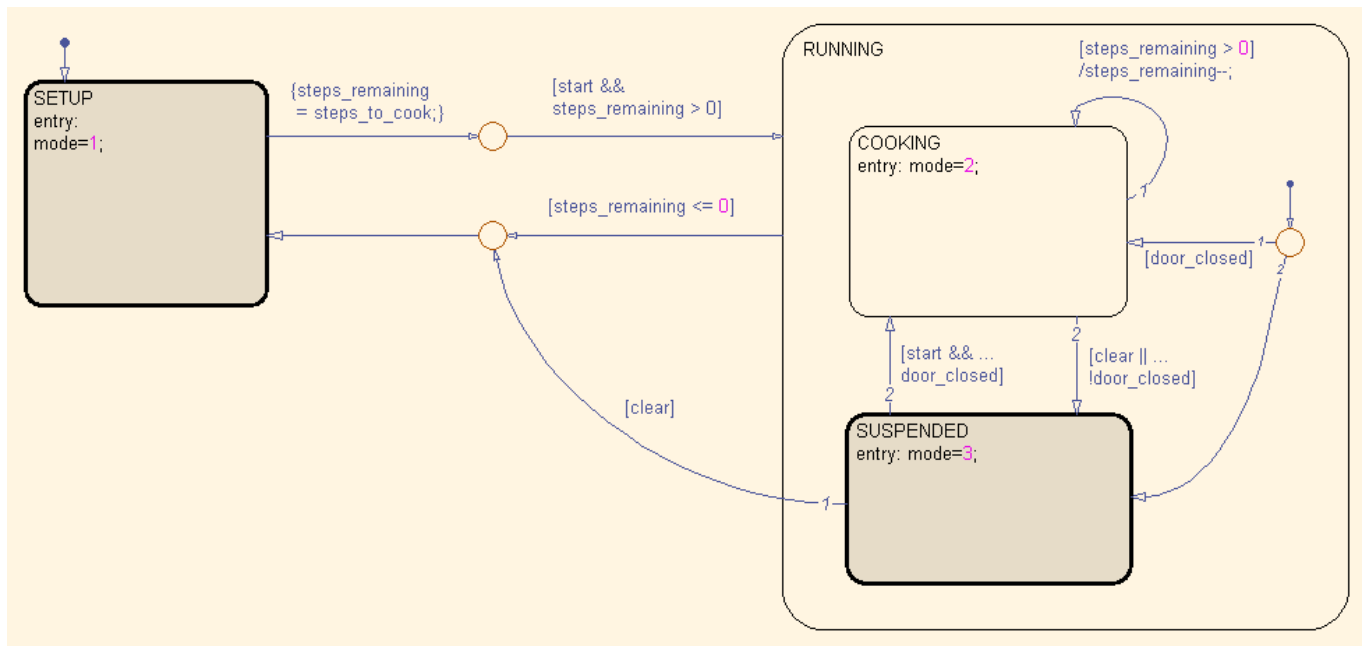 RUNNING
[steps_remaining > 0]
/steps_remaining--;
SETUP
entry:
mode=1;
{steps_remaining
= steps_to_cook;}
[start &&
steps_remaining > 0]
COOKING
entry: mode=2;
1
[steps_remaining <= 0]
1
[door_closed]
2
2
[start && ...
door_closed]
2
[clear || ...
!door_closed]
[clear]
SUSPENDED
entry: mode=3;
1